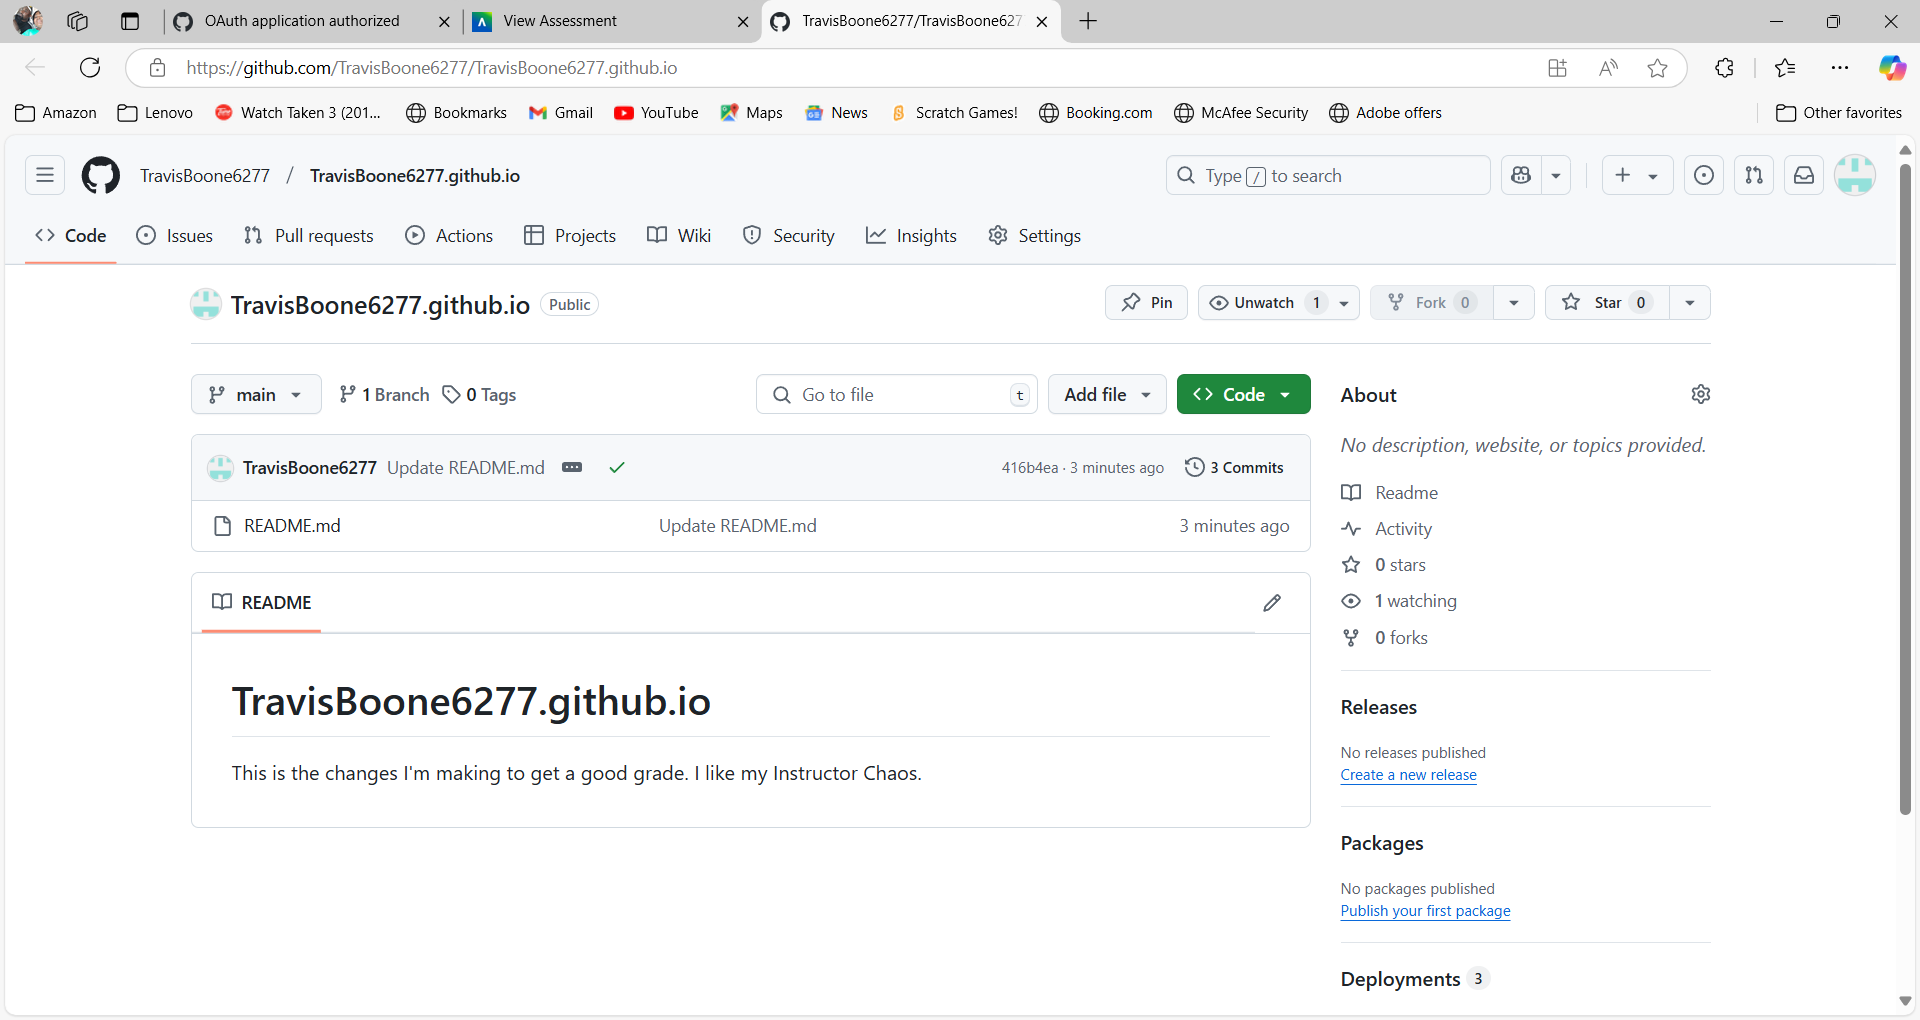 OAuth application authorized
View Assessment
TravisBoone6277/TravisBoone627
https://github.com/TravisBoone6277/TravisBoone6277.github.io
Amazon Lenovo Watch Taken 3 (201... Bookmarks Gmail YouTube Maps News Scratch Games! Booking.com McAfee Security Adobe offers Other favorites
TravisBoone6277 / TravisBoone6277.github.io Type / to search
Code Issues Pull requests Actions Projects Wiki Security Insights Settings
TravisBoone6277.github.io Public Pin Unwatch 1 Fork 0 Star 0
main 1 Branch 0 Tags Go to file t Add file Code
TravisBoone6277 Update README.md 416b4ea · 3 minutes ago 3 Commits
README.md Update README.md 3 minutes ago
README
TravisBoone6277.github.io
This is the changes I'm making to get a good grade. I like my Instructor Chaos.
About
No description, website, or topics provided.
Readme
Activity
0 stars
1 watching
0 forks
Releases
No releases published
Create a new release
Packages
No packages published
Publish your first package
Deployments 3